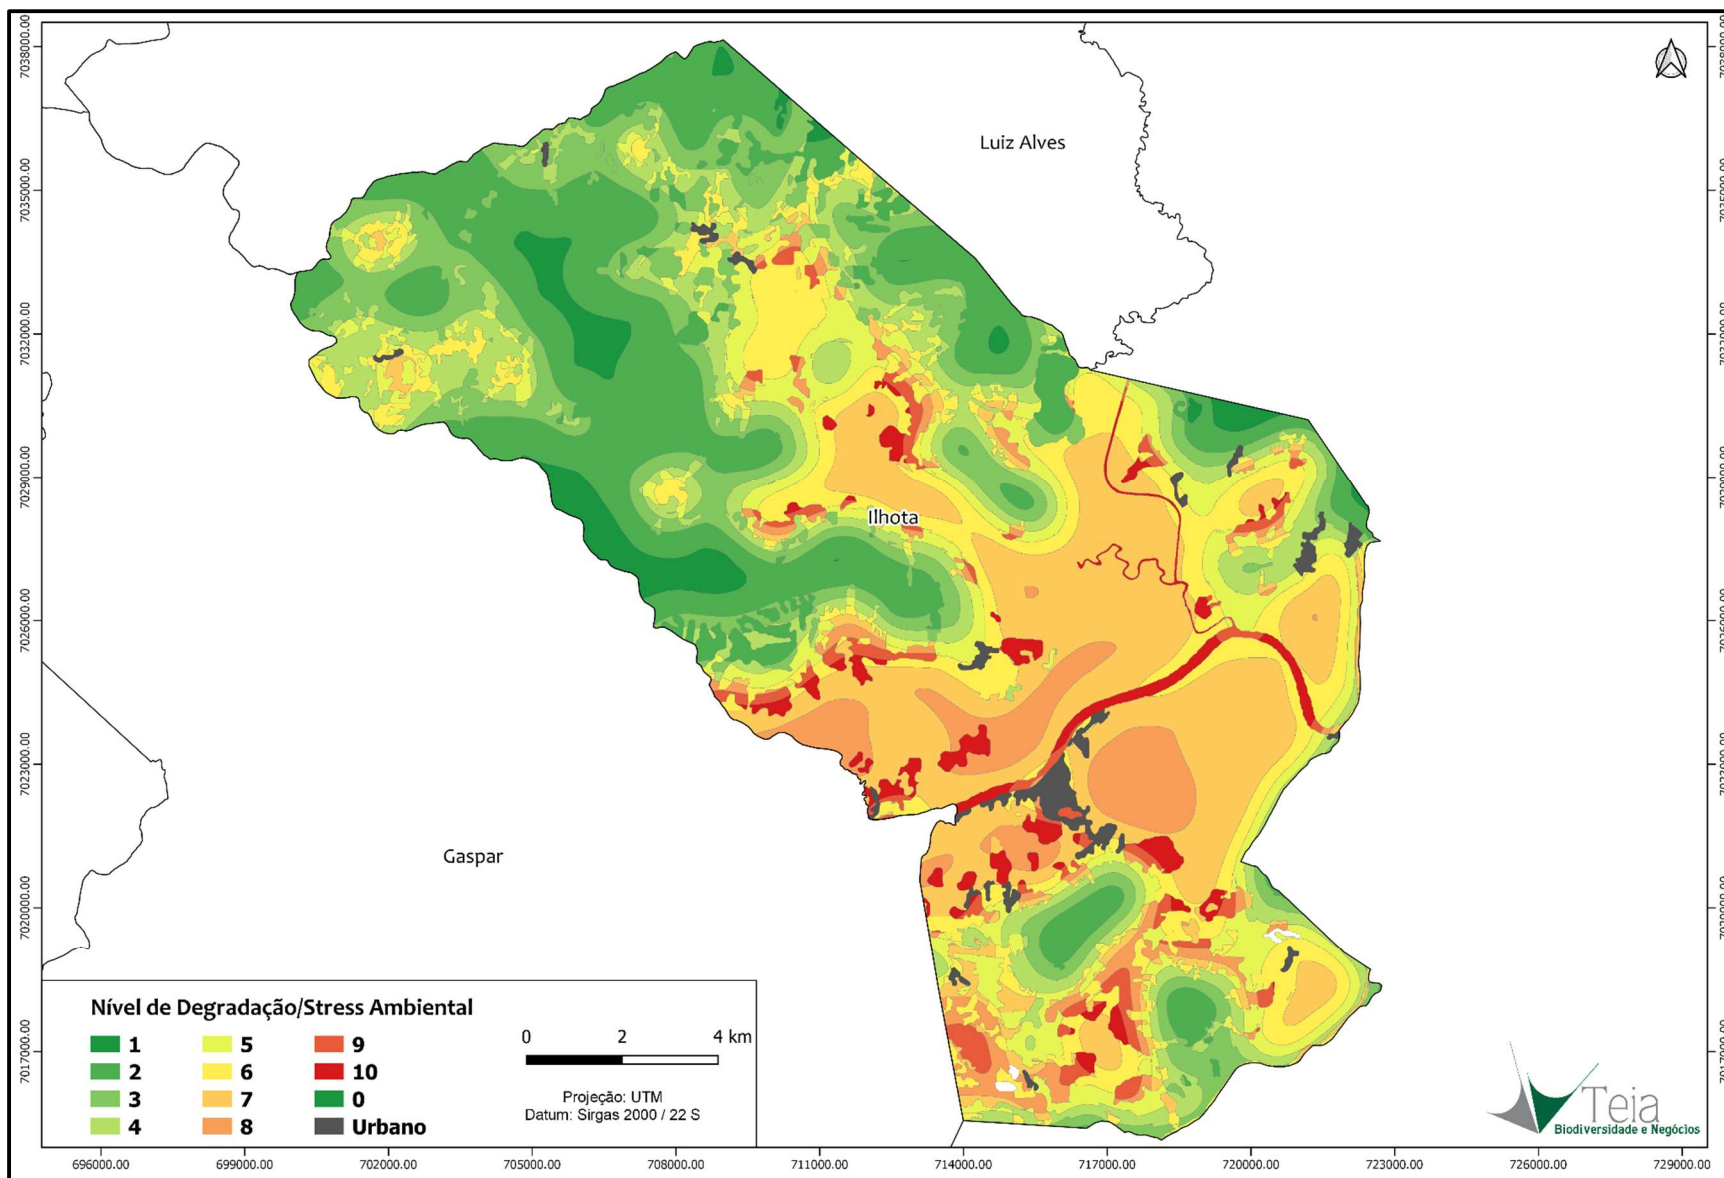 Luiz Alves
Ilhota
Gaspar
Nível de Degradação/Stress Ambiental
1
2
3
4
5
6
7
8
9
10
0
Urbano
0 2 4 km
Projeção: UTM
Datum: Sirgas 2000 / 22 S
Teia
Biodiversidade e Negócios
7038000.00
7035000.00
7032000.00
7029000.00
7026000.00
7023000.00
7020000.00
7017000.00
696000.00 699000.00 702000.00 705000.00 708000.00 711000.00 714000.00 717000.00 720000.00 723000.00 726000.00 729000.00